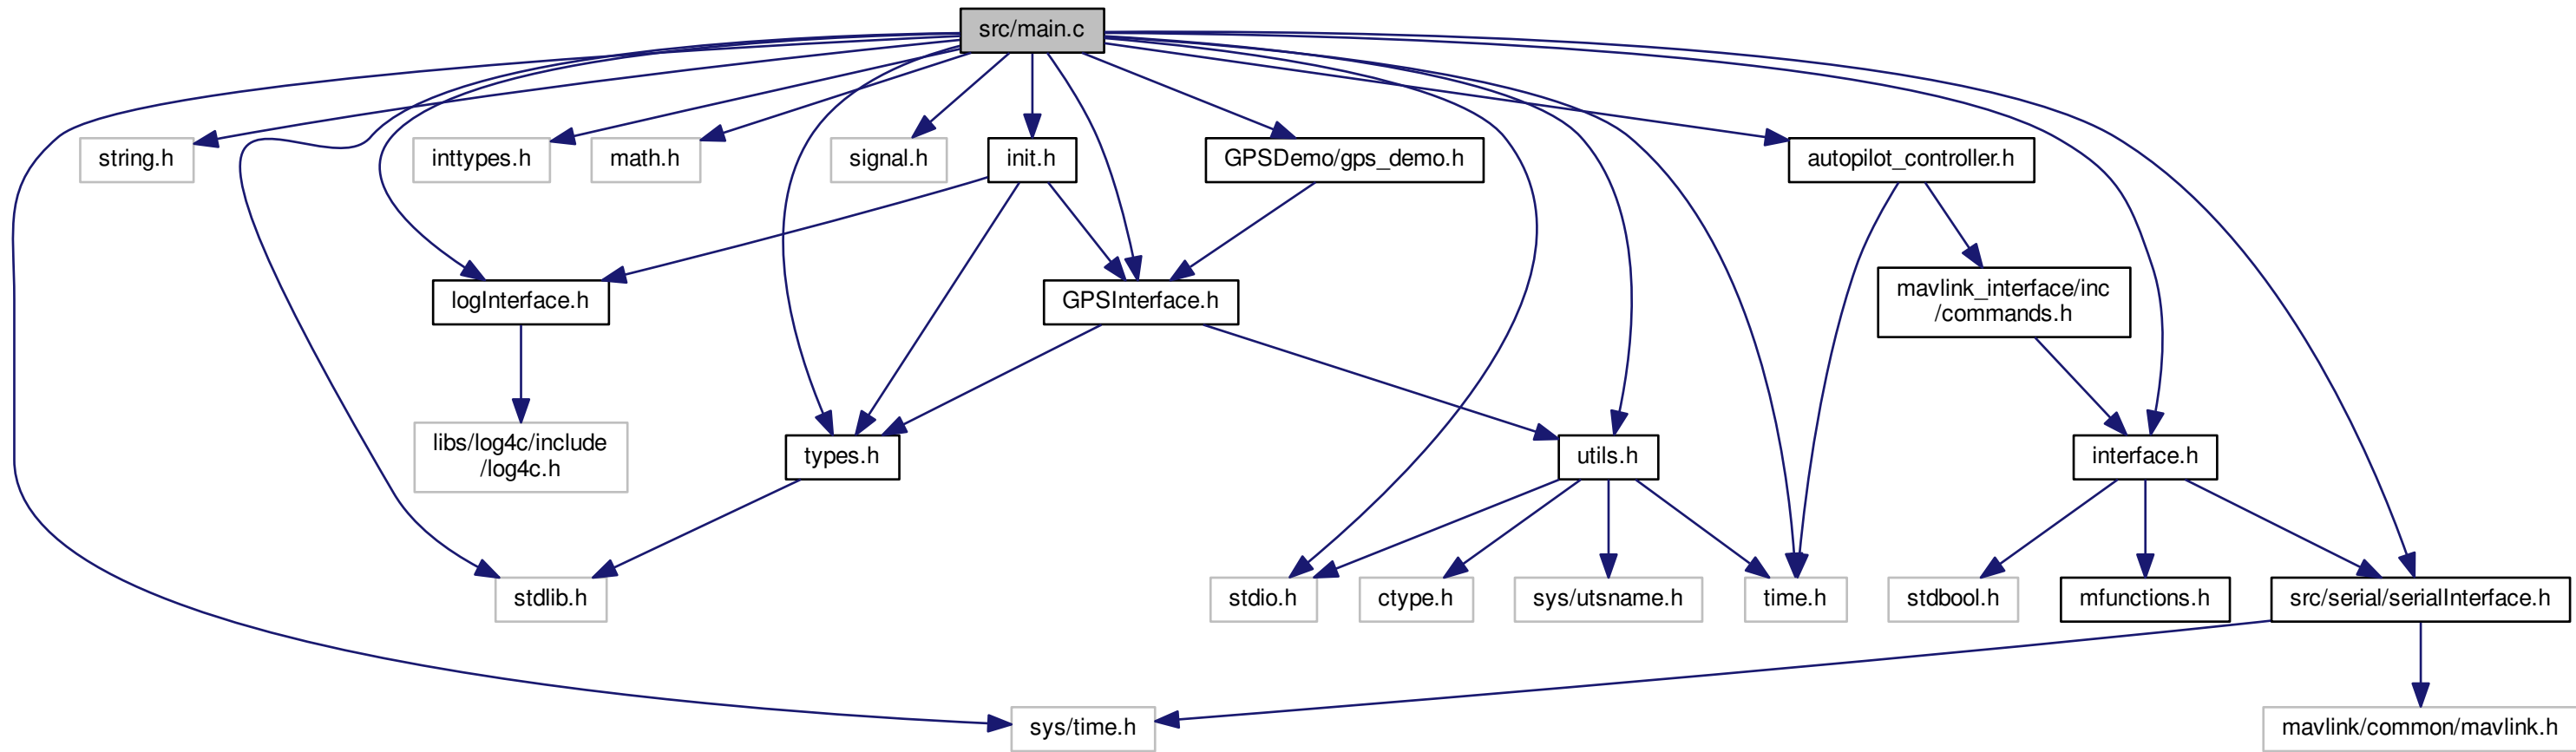 src/main.c
string.h
inttypes.h
math.h
signal.h
init.h
GPSDemo/gps_demo.h
autopilot_controller.h
logInterface.h
GPSInterface.h
mavlink_interface/inc
/commands.h
libs/log4c/include
/log4c.h
types.h
utils.h
interface.h
stdlib.h
stdio.h
ctype.h
sys/utsname.h
time.h
stdbool.h
mfunctions.h
src/serial/serialInterface.h
sys/time.h
mavlink/common/mavlink.h